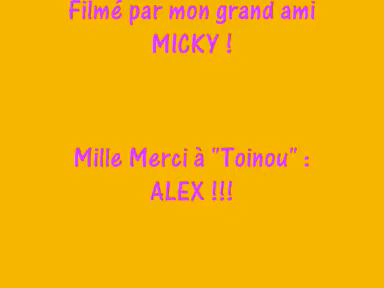 Filmé par mon grand ami
MICKY !
Mille Merci à "Toinou" :
ALEX !!!